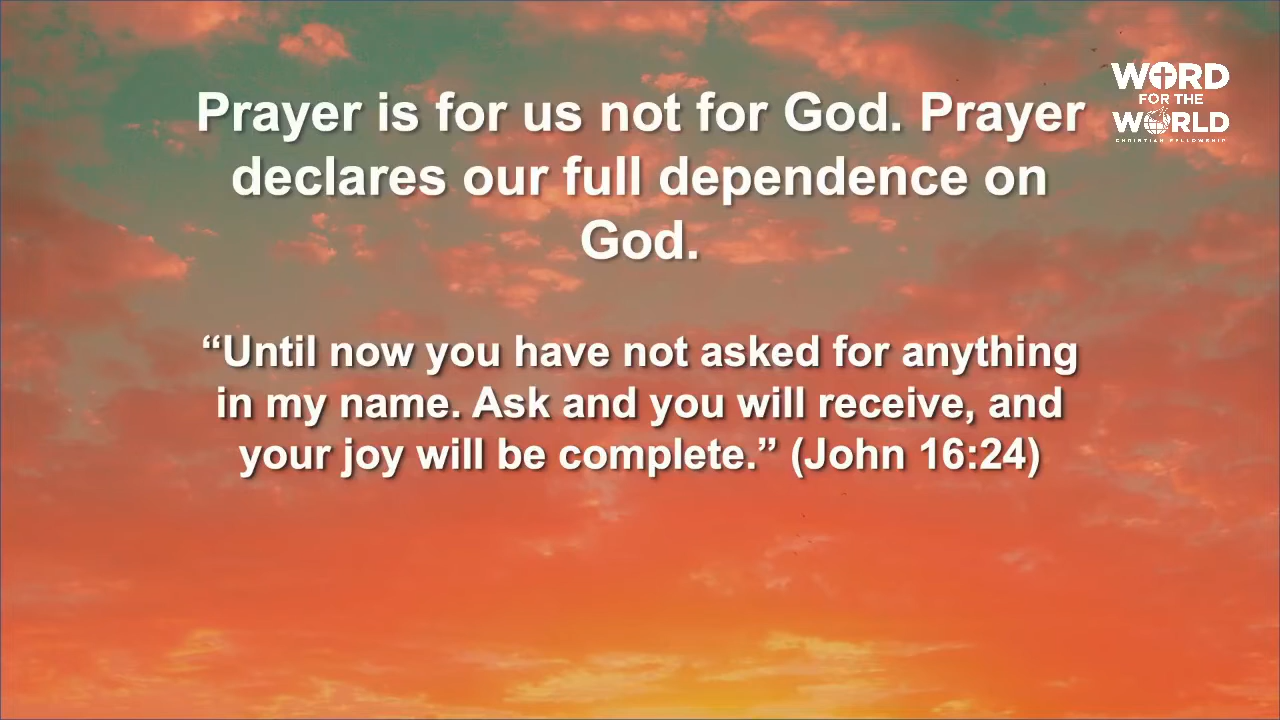 Prayer is for us not for God. Prayer
declares our full dependence on
God.
“Until now you have not asked for anything
in my name. Ask and you will receive, and
your joy will be complete.” (John 16:24)
WORD
FOR THE
WORLD
CHRISTIAN FELLOWSHIP